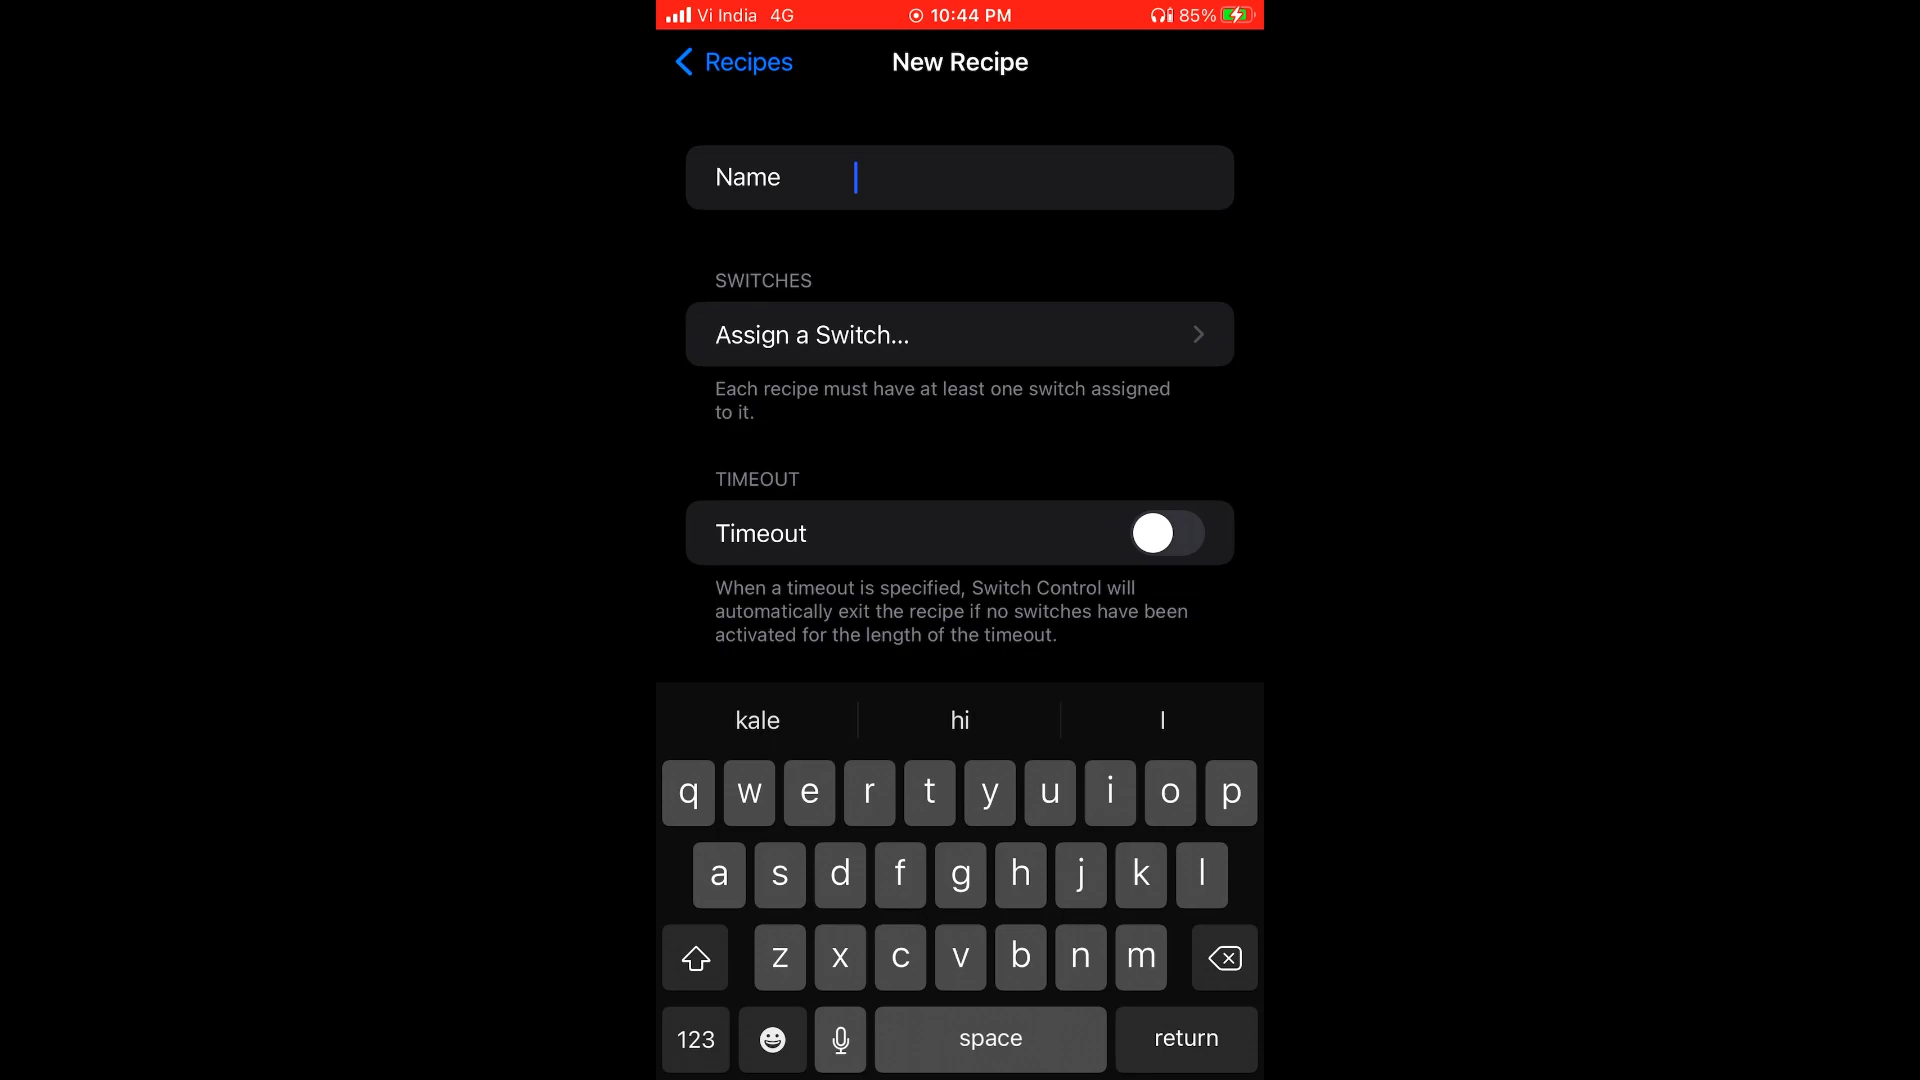 Vi India 4G 10:44 PM 85%
Recipes New Recipe
Name
SWITCHES
Assign a Switch...
Each recipe must have at least one switch assigned
to it.
TIMEOUT
Timeout
When a timeout is specified, Switch Control will
automatically exit the recipe if no switches have been
activated for the length of the timeout.
kale hi I
q w e r t y u i o p
a s d f g h j k l
z x c v b n m
123 space return